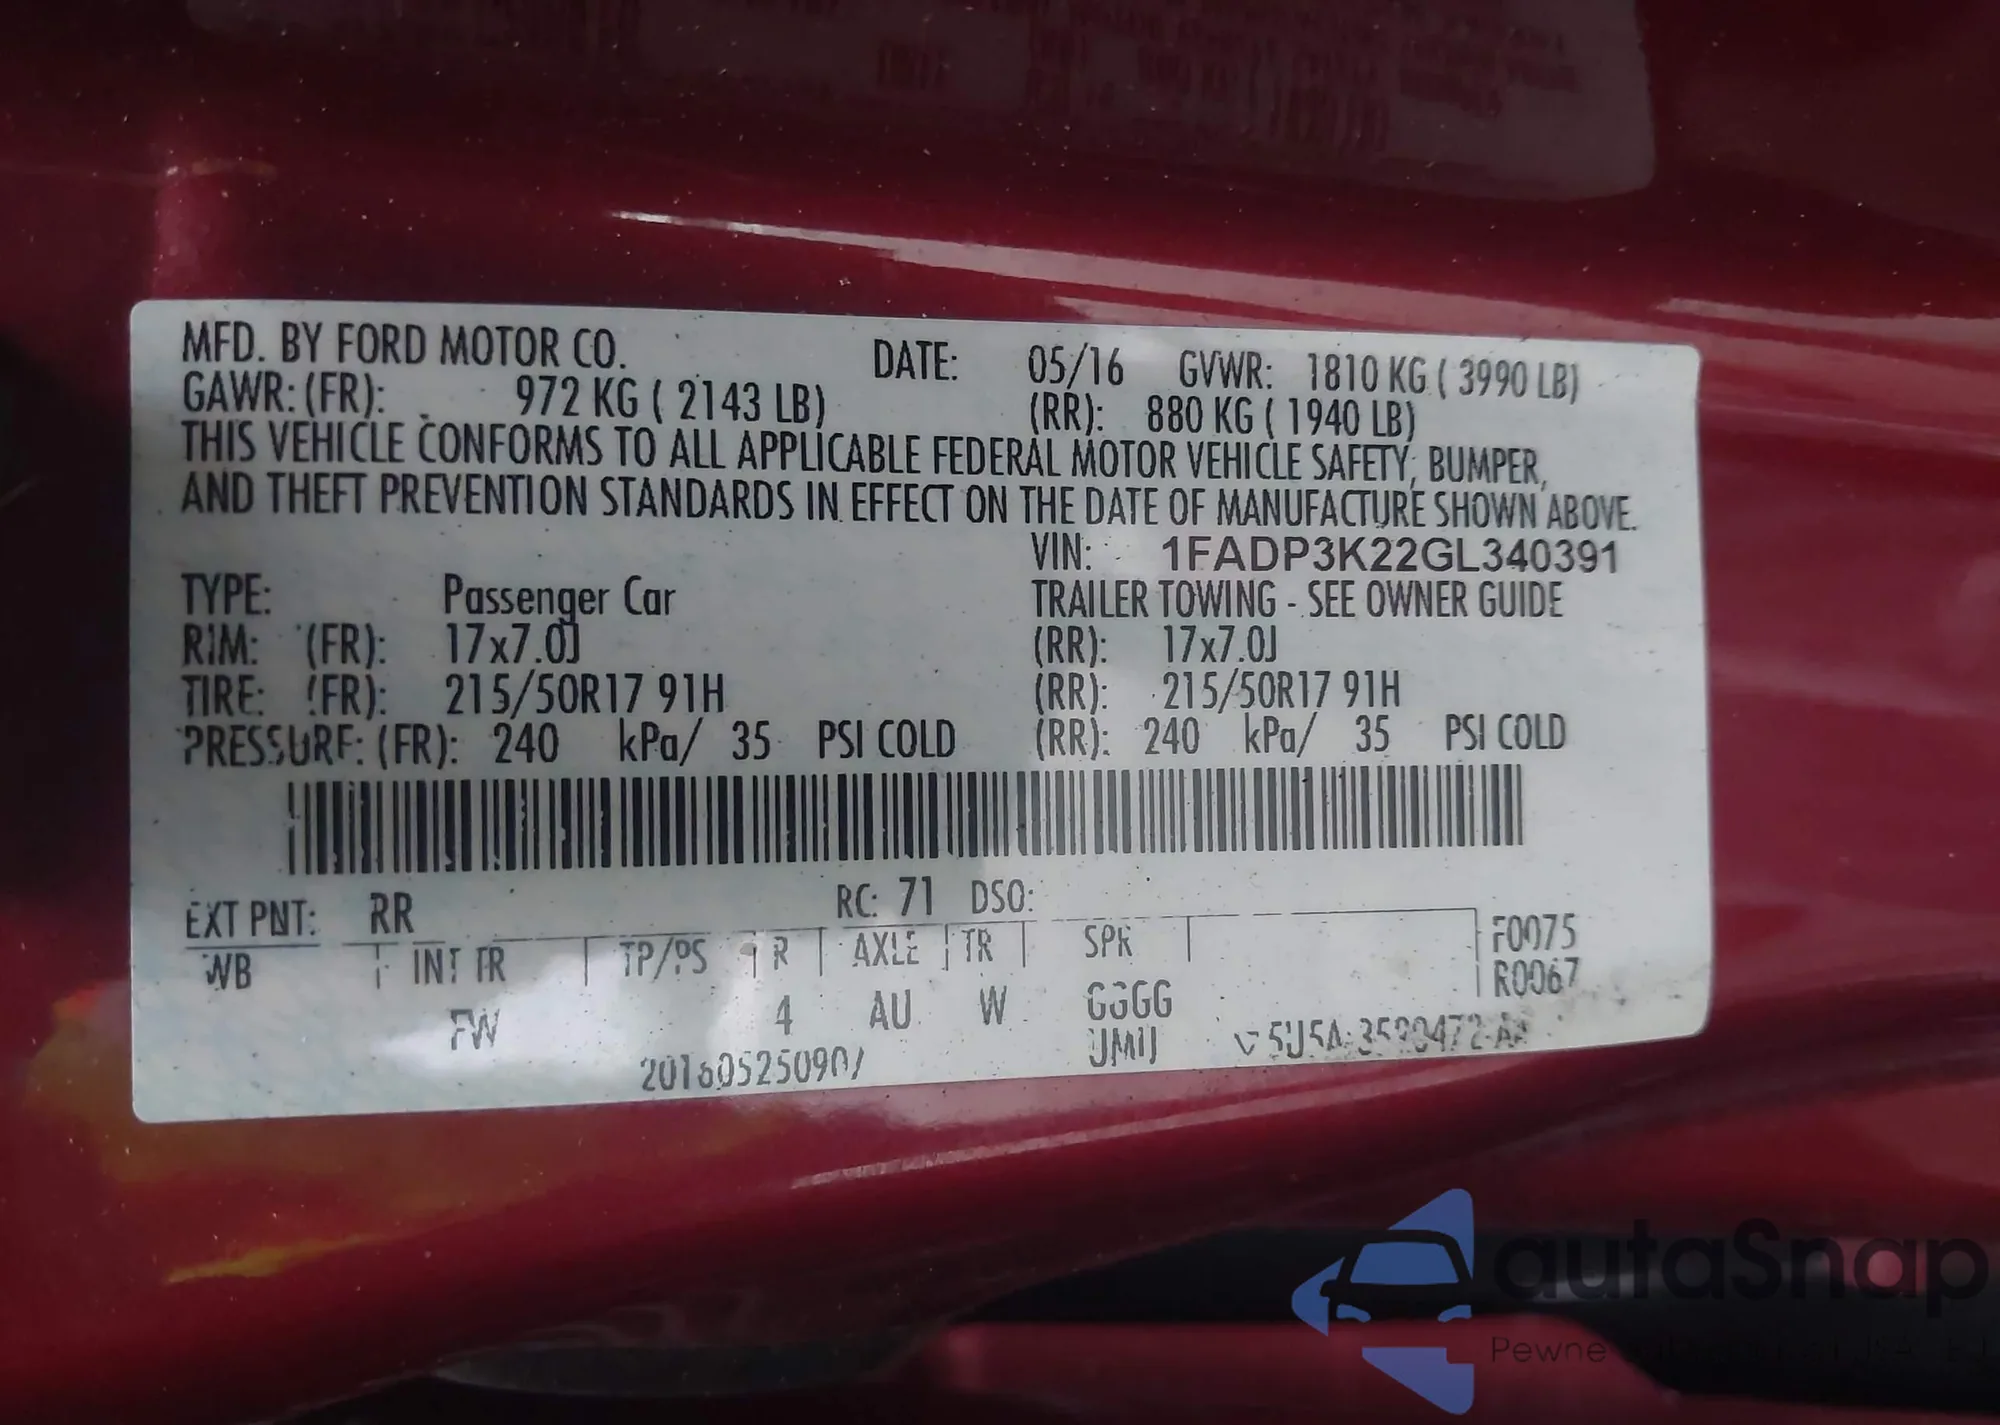 MFD. BY FORD MOTOR CO. DATE: 05/16 GVWR: 1810 KG ( 3990 LB)
GAWR: (FR): 972 KG ( 2143 LB) (RR): 880 KG ( 1940 LB)
THIS VEHICLE CONFORMS TO ALL APPLICABLE FEDERAL MOTOR VEHICLE SAFETY, BUMPER,
AND THEFT PREVENTION STANDARDS IN EFFECT ON THE DATE OF MANUFACTURE SHOWN ABOVE.
VIN: 1FADP3K22GL340391
TYPE: Passenger Car TRAILER TOWING - SEE OWNER GUIDE
RIM: (FR): 17x7.0J (RR): 17x7.0J
TIRE: (FR): 215/50R17 91H (RR): 215/50R17 91H
PRESSURE: (FR): 240 kPa/ 35 PSI COLD (RR): 240 kPa/ 35 PSI COLD
EXT PNT: RR RC: 71 DSO:
WB INT TR TP/PS R AXLE TR SPR F0075
R0067
FW 4 AU W GGGG
autaSnap
Pewne